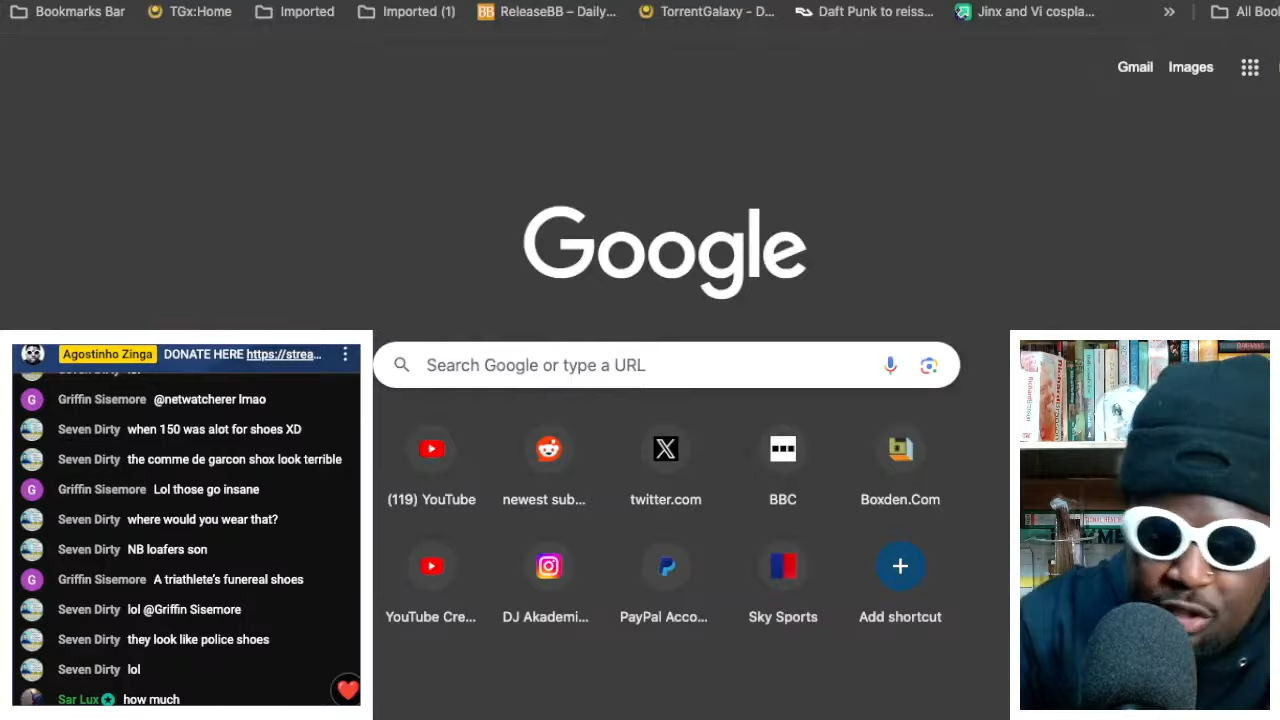 Bookmarks Bar TGx:Home Imported Imported (1) ReleaseBB – Daily... TorrentGalaxy - D... Daft Punk to reiss... Jinx and Vi cospla... » All Bool
Gmail Images
Google
Search Google or type a URL
(119) YouTube newest sub... twitter.com BBC Boxden.Com
YouTube Cre... DJ Akademi... PayPal Acco... Sky Sports Add shortcut
Agostinho Zinga DONATE HERE https://strea...
Seven Dirty lol
Griffin Sisemore @netwatcherer lmao
Seven Dirty when 150 was alot for shoes XD
Seven Dirty the comme de garcon shox look terrible
Griffin Sisemore Lol those go insane
Seven Dirty where would you wear that?
Seven Dirty NB loafers son
Griffin Sisemore A triathlete's funereal shoes
Seven Dirty lol @Griffin Sisemore
Seven Dirty they look like police shoes
Seven Dirty lol
Sar Lux how much